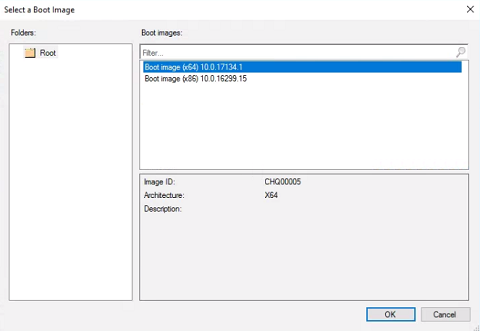 Select a Boot Image
Folders:
Boot images:
Root
Filter...
Boot image (x64) 10.0.17134.1
Boot image (x86) 10.0.16299.15
Image ID: CHQ00005
Architecture: X64
Description:
OK Cancel